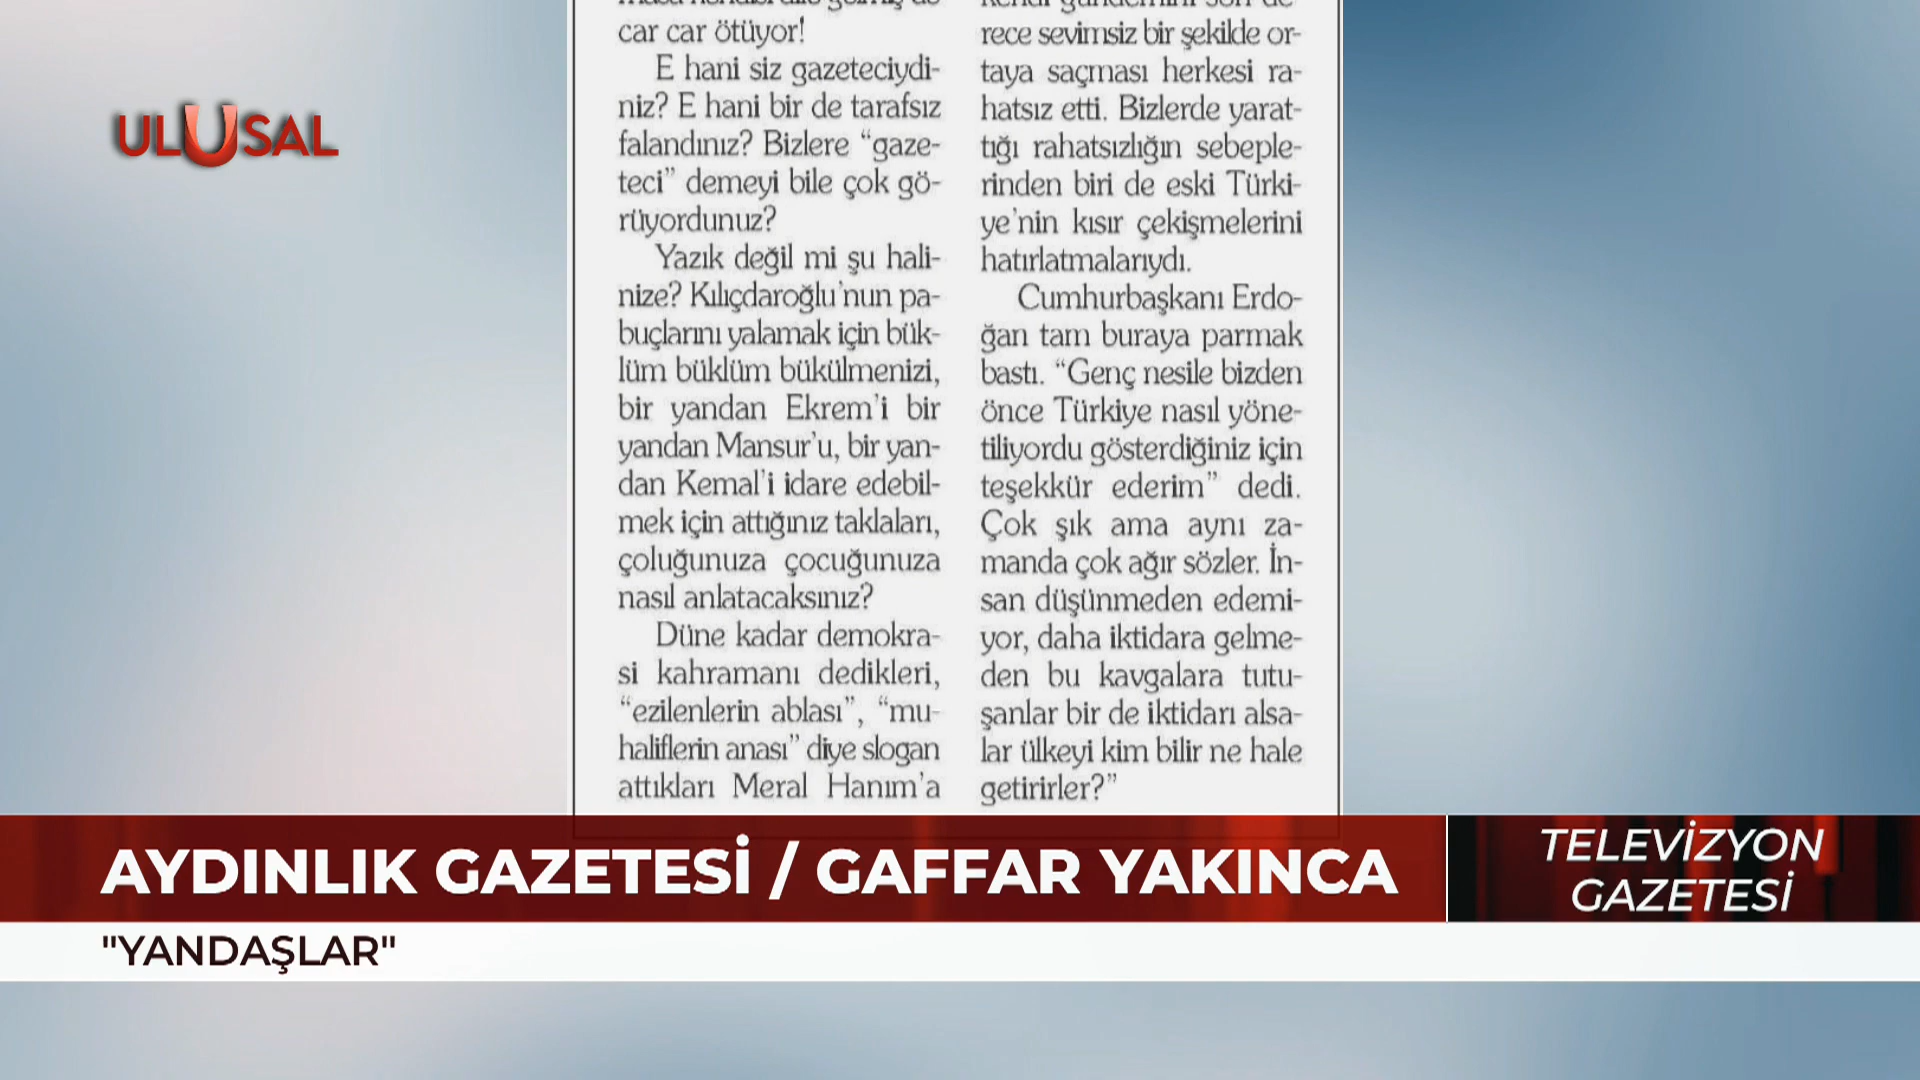 ULUSAL
car car ötüyor!
E hani siz gazeteciydi-
niz? E hani bir de tarafsız
falandınız? Bizlere “gaze-
teci” demeyi bile çok gö-
rüyordunuz?
Yazık değil mi şu hali-
nize? Kılıçdaroğlu’nun pa-
buçlarını yalamak için bük-
lüm büklüm bükülmenizi,
bir yandan Ekrem’i bir
yandan Mansur’u, bir yan-
dan Kemal’i idare edebil-
mek için attığınız taklaları,
çoluğunuza çocuğunuza
nasıl anlatacaksınız?
Düne kadar demokra-
si kahramanı dedikleri,
“ezilenlerin ablası”, “mu-
haliflerin anası” diye slogan
attıkları Meral Hanım’a
kendi gündemini son de-
rece sevimsiz bir şekilde or-
taya saçması herkesi ra-
hatsız etti. Bizlerde yarat-
tığı rahatsızlığın sebeple-
rinden biri de eski Türki-
ye’nin kısır çekişmelerini
hatırlatmalarıydı.
Cumhurbaşkanı Erdo-
ğan tam buraya parmak
bastı. “Genç nesile bizden
önce Türkiye nasıl yöne-
tiliyordu gösterdiğiniz için
teşekkür ederim” dedi.
Çok şık ama aynı za-
manda çok ağır sözler. İn-
san düşünmeden edemi-
yor, daha iktidara gelme-
den bu kavgalara tutu-
şanlar bir de iktidarı alsa-
lar ülkeyi kim bilir ne hale
getirirler?”
AYDINLIK GAZETESİ / GAFFAR YAKINCA
TELEVİZYON
GAZETESİ
"YANDAŞLAR"